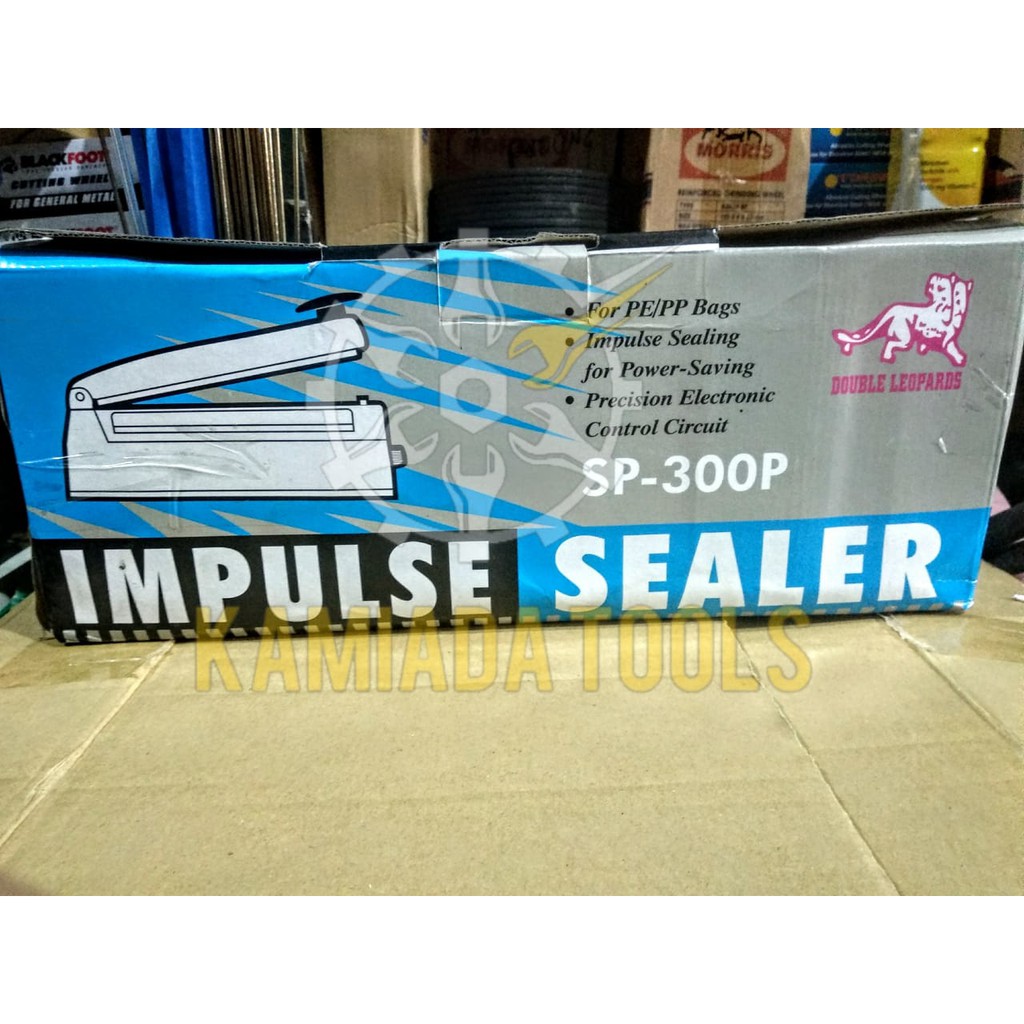 BLACKFOOT
CUTTING WHEEL
FOR GENERAL METAL
MORRIS
• For PE/PP Bags
• Impulse Sealing
for Power-Saving
• Precision Electronic
Control Circuit
SP-300P
DOUBLE LEOPARDS
IMPULSE SEALER
KAMIADA TOOLS